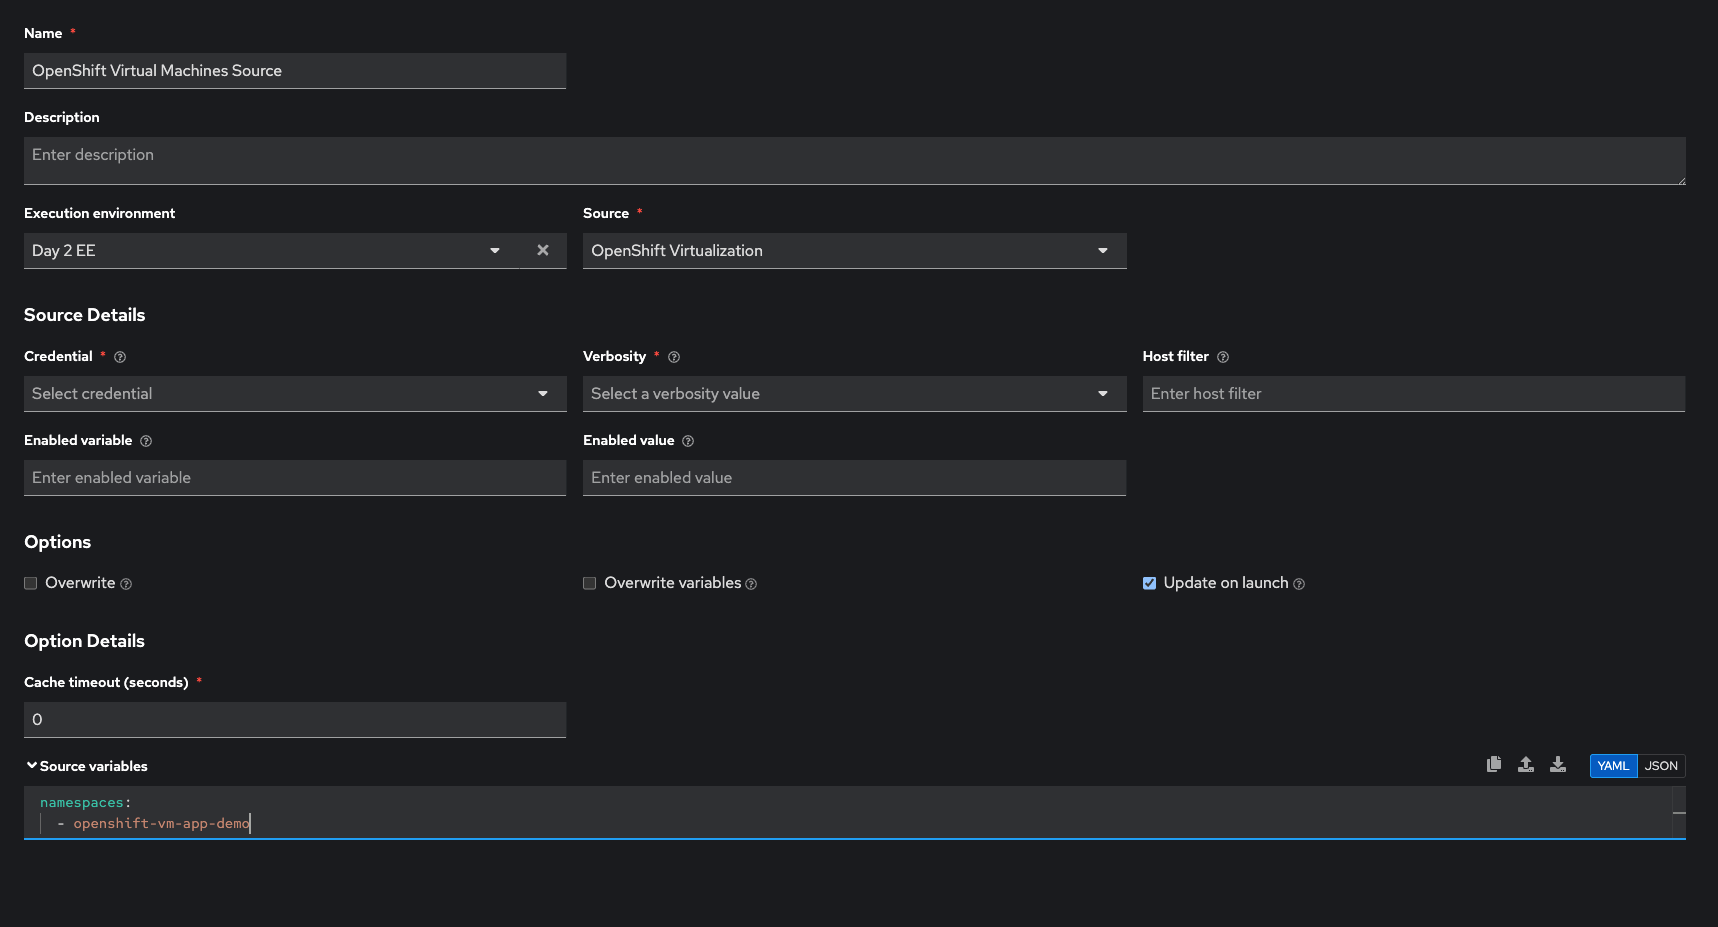 Name *
OpenShift Virtual Machines Source
Description
Enter description
Execution environment
Source *
Day 2 EE
OpenShift Virtualization
Source Details
Credential *
Verbosity *
Host filter
Select credential
Select a verbosity value
Enter host filter
Enabled variable
Enabled value
Enter enabled variable
Enter enabled value
Options
Overwrite
Overwrite variables
Update on launch
Option Details
Cache timeout (seconds) *
0
Source variables
YAML JSON
namespaces:
- openshift-vm-app-demo